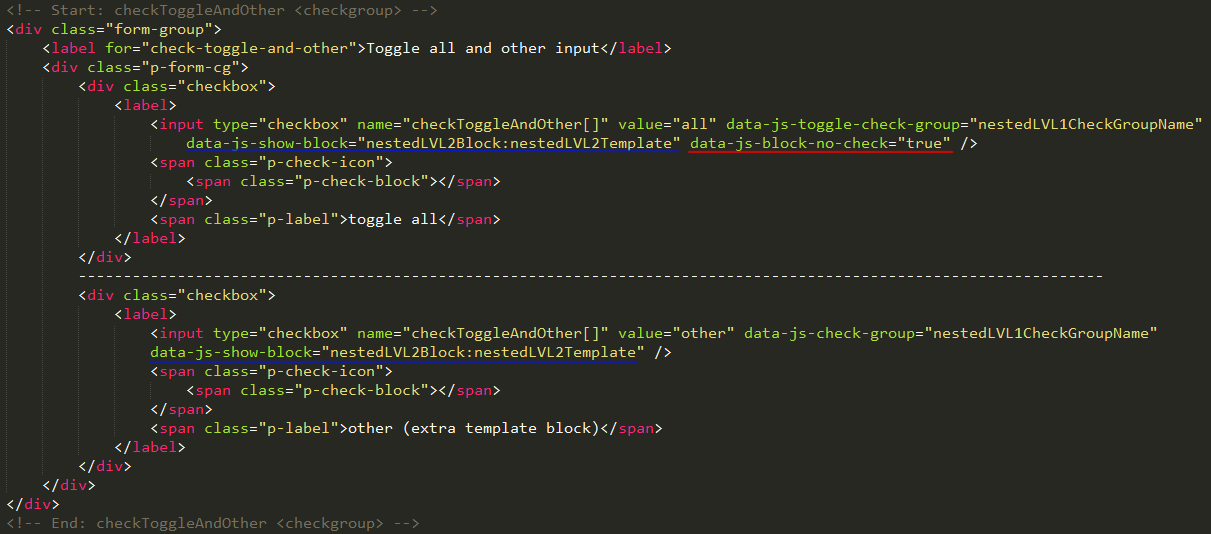 <!-- Start: checkToggleAndOther <checkgroup> -->
<div class="form-group">
    <label for="check-toggle-and-other">Toggle all and other input</label>
    <div class="p-form-cg">
        <div class="checkbox">
            <label>
                <input type="checkbox" name="checkToggleAndOther[]" value="all" data-js-toggle-check-group="nestedLVL1CheckGroupName"
                    data-js-show-block="nestedLVL2Block:nestedLVL2Template" data-js-block-no-check="true" />
                <span class="p-check-icon">
                    <span class="p-check-block"></span>
                </span>
                <span class="p-label">toggle all</span>
            </label>
        </div>
        ------------------------------------------------------------------------------------------------------------------
        <div class="checkbox">
            <label>
                <input type="checkbox" name="checkToggleAndOther[]" value="other" data-js-check-group="nestedLVL1CheckGroupName"
                data-js-show-block="nestedLVL2Block:nestedLVL2Template" />
                <span class="p-check-icon">
                    <span class="p-check-block"></span>
                </span>
                <span class="p-label">other (extra template block)</span>
            </label>
        </div>
    </div>
</div>
<!-- End: checkToggleAndOther <checkgroup> -->